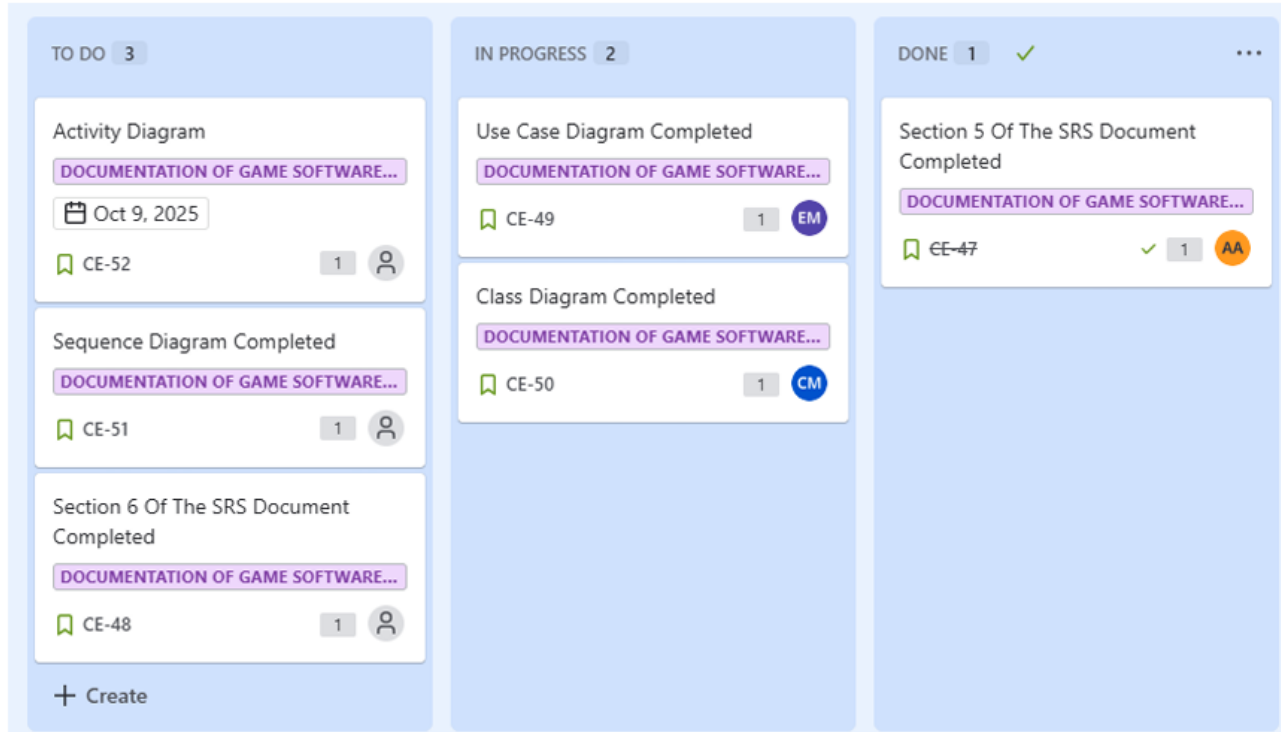 TO DO 3
Activity Diagram
DOCUMENTATION OF GAME SOFTWARE...
Oct 9, 2025
CE-52 1
Sequence Diagram Completed
DOCUMENTATION OF GAME SOFTWARE...
CE-51 1
Section 6 Of The SRS Document
Completed
DOCUMENTATION OF GAME SOFTWARE...
CE-48 1
+ Create
IN PROGRESS 2
Use Case Diagram Completed
DOCUMENTATION OF GAME SOFTWARE...
CE-49 1 EM
Class Diagram Completed
DOCUMENTATION OF GAME SOFTWARE...
CE-50 1 CM
DONE 1
Section 5 Of The SRS Document
Completed
DOCUMENTATION OF GAME SOFTWARE...
CE-47 1 AA